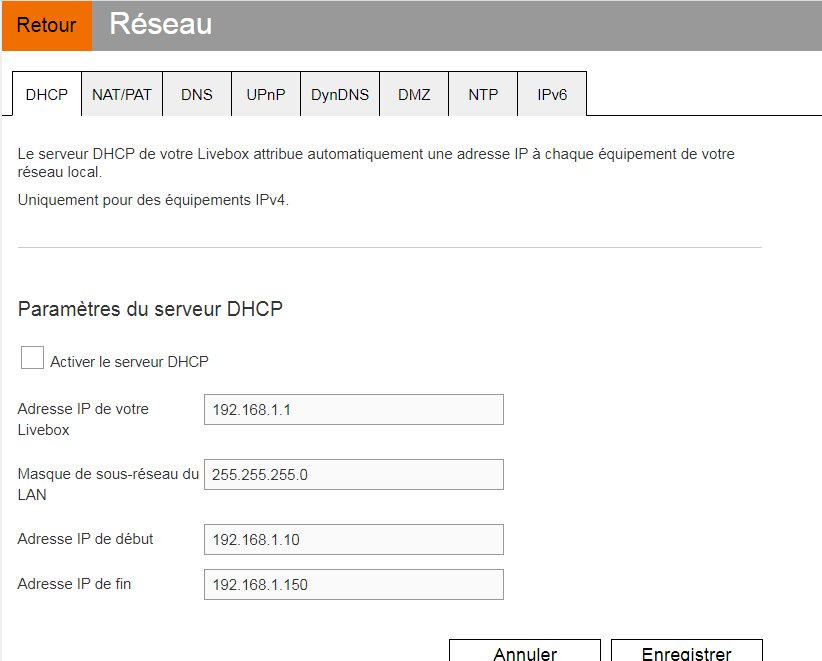 Retour
Réseau
DHCP
NAT/PAT
DNS
UPnP
DynDNS
DMZ
NTP
IPv6
Le serveur DHCP de votre Livebox attribue automatiquement une adresse IP à chaque équipement de votre
réseau local.
Uniquement pour des équipements IPv4.
Paramètres du serveur DHCP
Activer le serveur DHCP
Adresse IP de votre
Livebox
192.168.1.1
Masque de sous-réseau du
LAN
255.255.255.0
Adresse IP de début
192.168.1.10
Adresse IP de fin
192.168.1.150
Annuler
Enregistrer